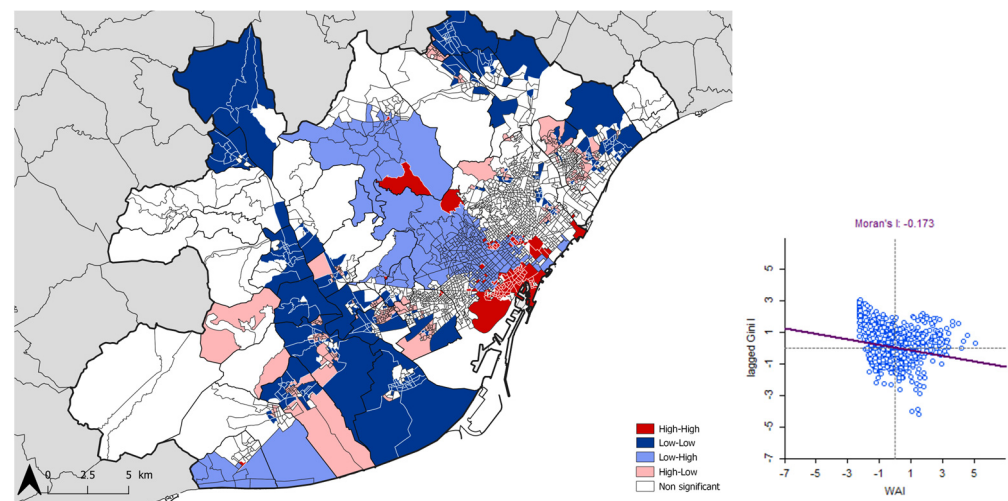 Moran's I: -0.173
lagged Gini I
5
3
1
-1
-3
-5
-7
-7 -5 -3 -1 1 3 5
WAI
High-High
Low-Low
Low-High
High-Low
Non significant
0 2.5 5 km